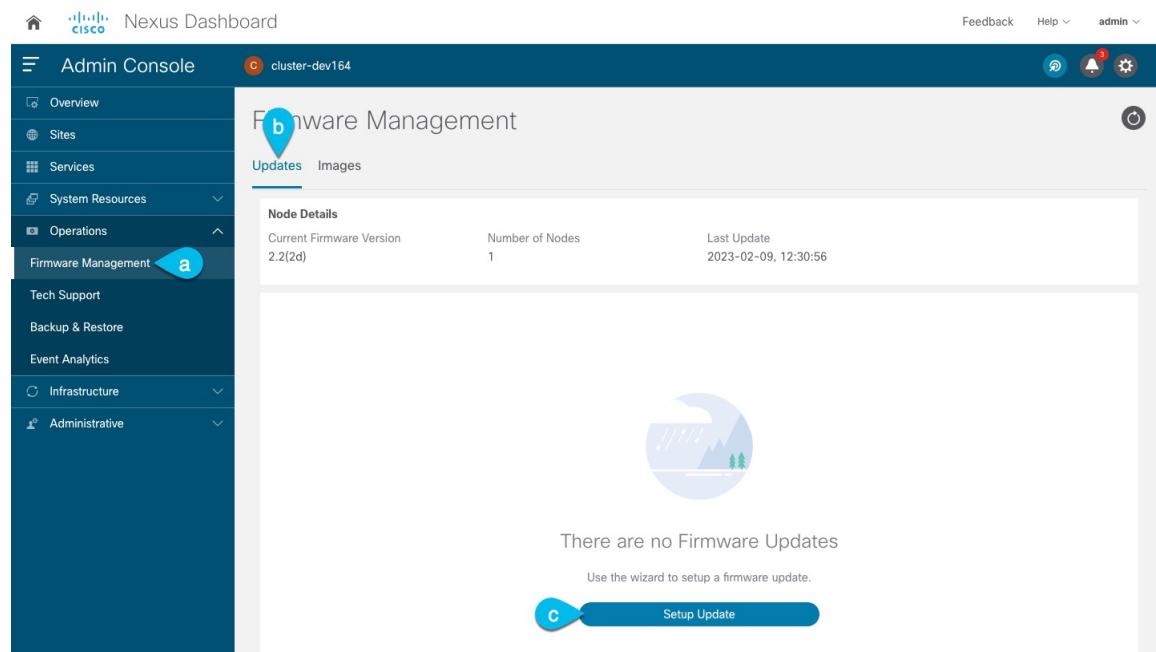 CISCO Nexus Dashboard Feedback Help admin
Admin Console C cluster-dev164 3
Overview
Sites
Services
System Resources
Operations
Firmware Management a
Tech Support
Backup & Restore
Event Analytics
Infrastructure
Administrative
F nware Management
b
Updates Images
Node Details
Current Firmware Version Number of Nodes Last Update
2.2(2d) 1 2023-02-09, 12:30:56
There are no Firmware Updates
Use the wizard to setup a firmware update.
c Setup Update